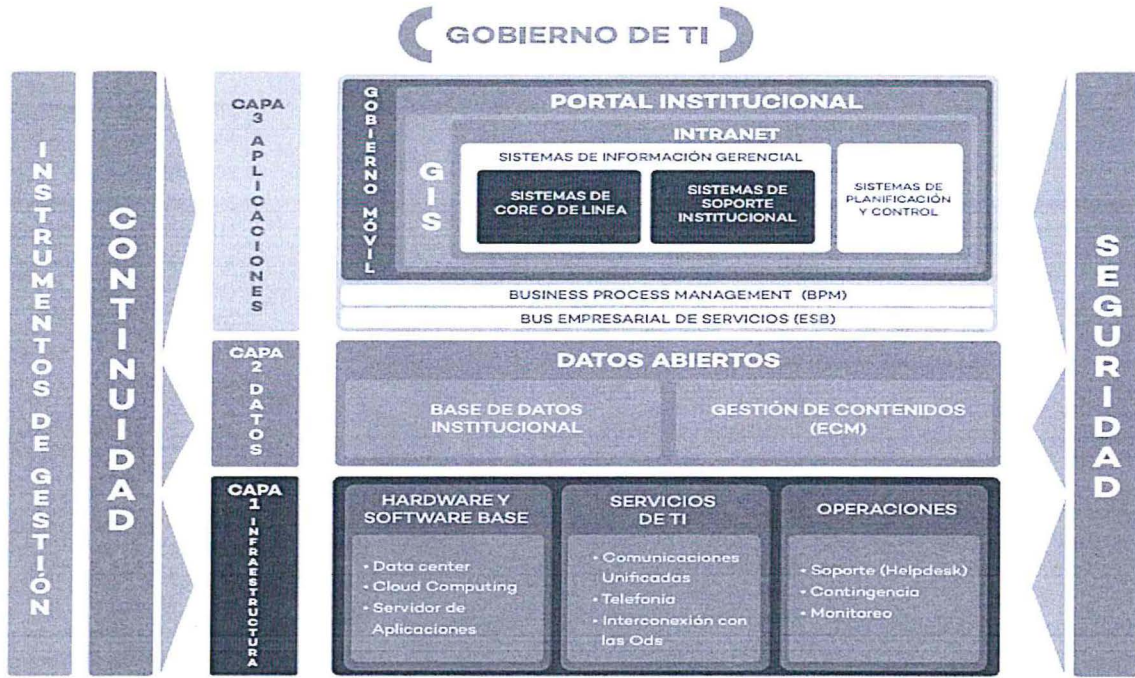 GOBIERNO DE TI
INSTRUMENTOS DE GESTIÓN
CONTINUIDAD
CAPA
3 APLICACIONES
GOBIERNO MÓVIL
PORTAL INSTITUCIONAL
GIS
INTRANET
SISTEMAS DE INFORMACIÓN GERENCIAL
SISTEMAS DE
CORE O DE LINEA
SISTEMAS DE
SOPORTE
INSTITUCIONAL
SISTEMAS DE
PLANIFICACIÓN
Y CONTROL
BUSINESS PROCESS MANAGEMENT (BPM)
BUS EMPRESARIAL DE SERVICIOS (ESB)
CAPA
2 DATOS
DATOS ABIERTOS
BASE DE DATOS
INSTITUCIONAL
GESTIÓN DE CONTENIDOS
(ECM)
CAPA
1 INFRAESTRUCTURA
HARDWARE Y
SOFTWARE BASE
• Data center
• Cloud Computing
• Servidor de
Aplicaciones
SERVICIOS
DE TI
• Comunicaciones
Unificadas
• Telefonía
• Interconexión con
las Ods
OPERACIONES
• Soporte (Helpdesk)
• Contingencia
• Monitoreo
SEGURIDAD